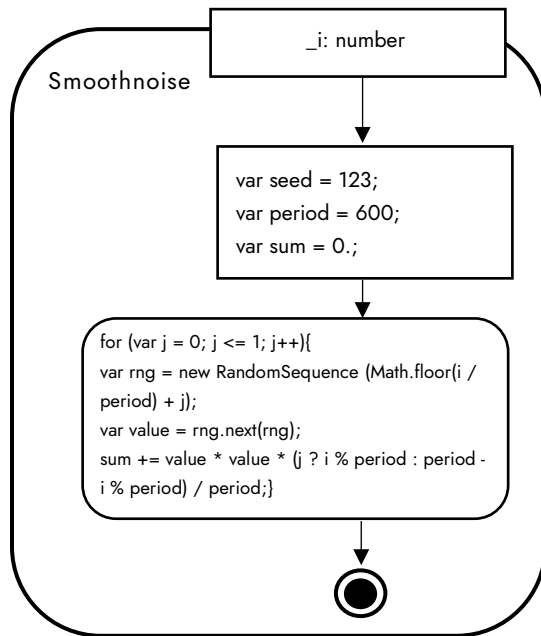 _i: number
Smoothnoise
var seed = 123;
var period = 600;
var sum = 0.;
for (var j = 0; j <= 1; j++){
var rng = new RandomSequence (Math.floor(i /
period) + j);
var value = rng.next(rng);
sum += value * value * (j ? i % period : period -
i % period) / period;}